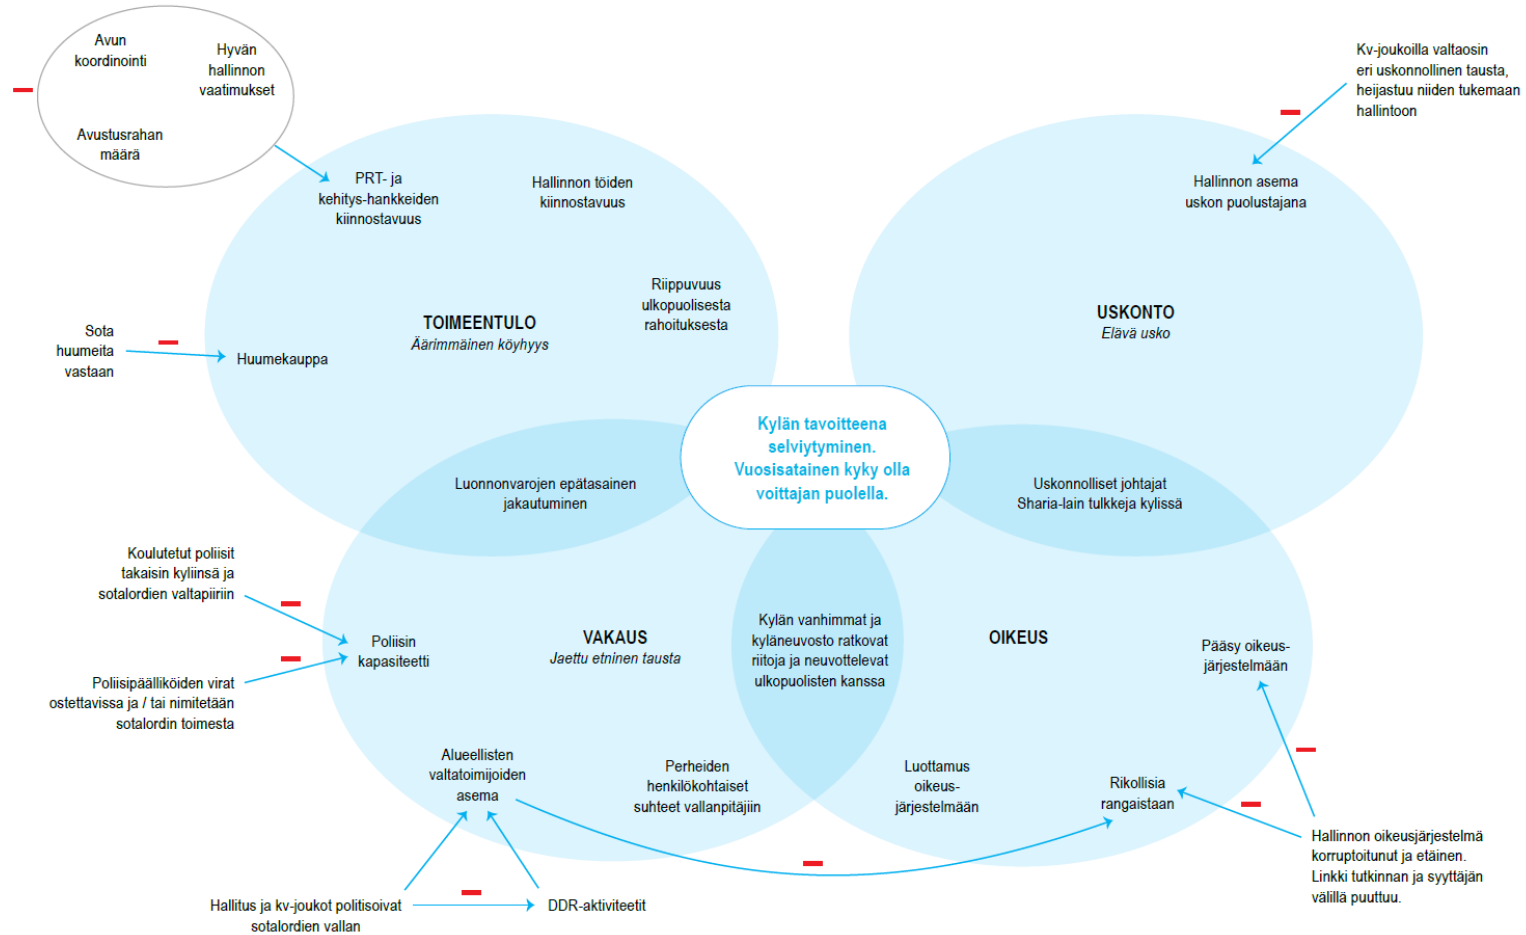 Avun
koordinointi
Hyvän
hallinnon
vaatimukset
Avustusrahan
määrä
Kv-joukoilla valtaosin
eri uskonnollinen tausta,
heijastuu niiden tukemaan
hallintoon
PRT- ja
kehitys-hankkeiden
kiinnostavuus
Hallinnon töiden
kiinnostavuus
Hallinnon asema
uskon puolustajana
Riippuvuus
ulkopuolisesta
rahoituksesta
TOIMEENTULO
Äärimmäinen köyhyys
USKONTO
Elävä usko
Sota
huumeita
vastaan
Huumekauppa
Kylän tavoitteena
selviytyminen.
Vuosisatainen kyky olla
voittajan puolella.
Luonnonvarojen epätasainen
jakautuminen
Uskonnolliset johtajat
Sharia-lain tulkkeja kylissä
Koulutetut poliisit
takaisin kyliinsä ja
sotalordien valtapiiriin
Poliisin
kapasiteetti
VAKAUS
Jaettu etninen tausta
Kylän vanhimmat ja
kyläneuvosto ratkovat
riitoja ja neuvottelevat
ulkopuolisten kanssa
OIKEUS
Pääsy oikeus-
järjestelmään
Poliisipäälliköiden virat
ostettavissa ja / tai nimitetään
sotalordin toimesta
Alueellisten
valtatoimijoiden
asema
Perheiden
henkilökohtaiset
suhteet vallanpitäjiin
Luottamus
oikeus-
järjestelmään
Rikollisia
rangaistaan
Hallinnon oikeusjärjestelmä
korruptoitunut ja etäinen.
Linkki tutkinnan ja syyttäjän
välillä puuttuu.
Hallitus ja kv-joukot politisoivat
sotalordien vallan
DDR-aktiviteetit